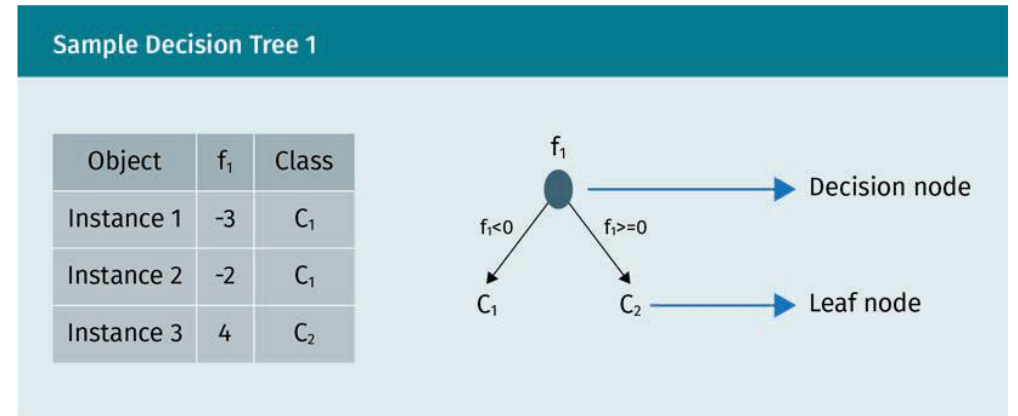 Sample Decision Tree 1
Object f₁ Class
Instance 1 -3 C₁
Instance 2 -2 C₁
Instance 3 4 C₂
f₁
Decision node
f₁<0 f₁>=0
C₁ C₂ Leaf node